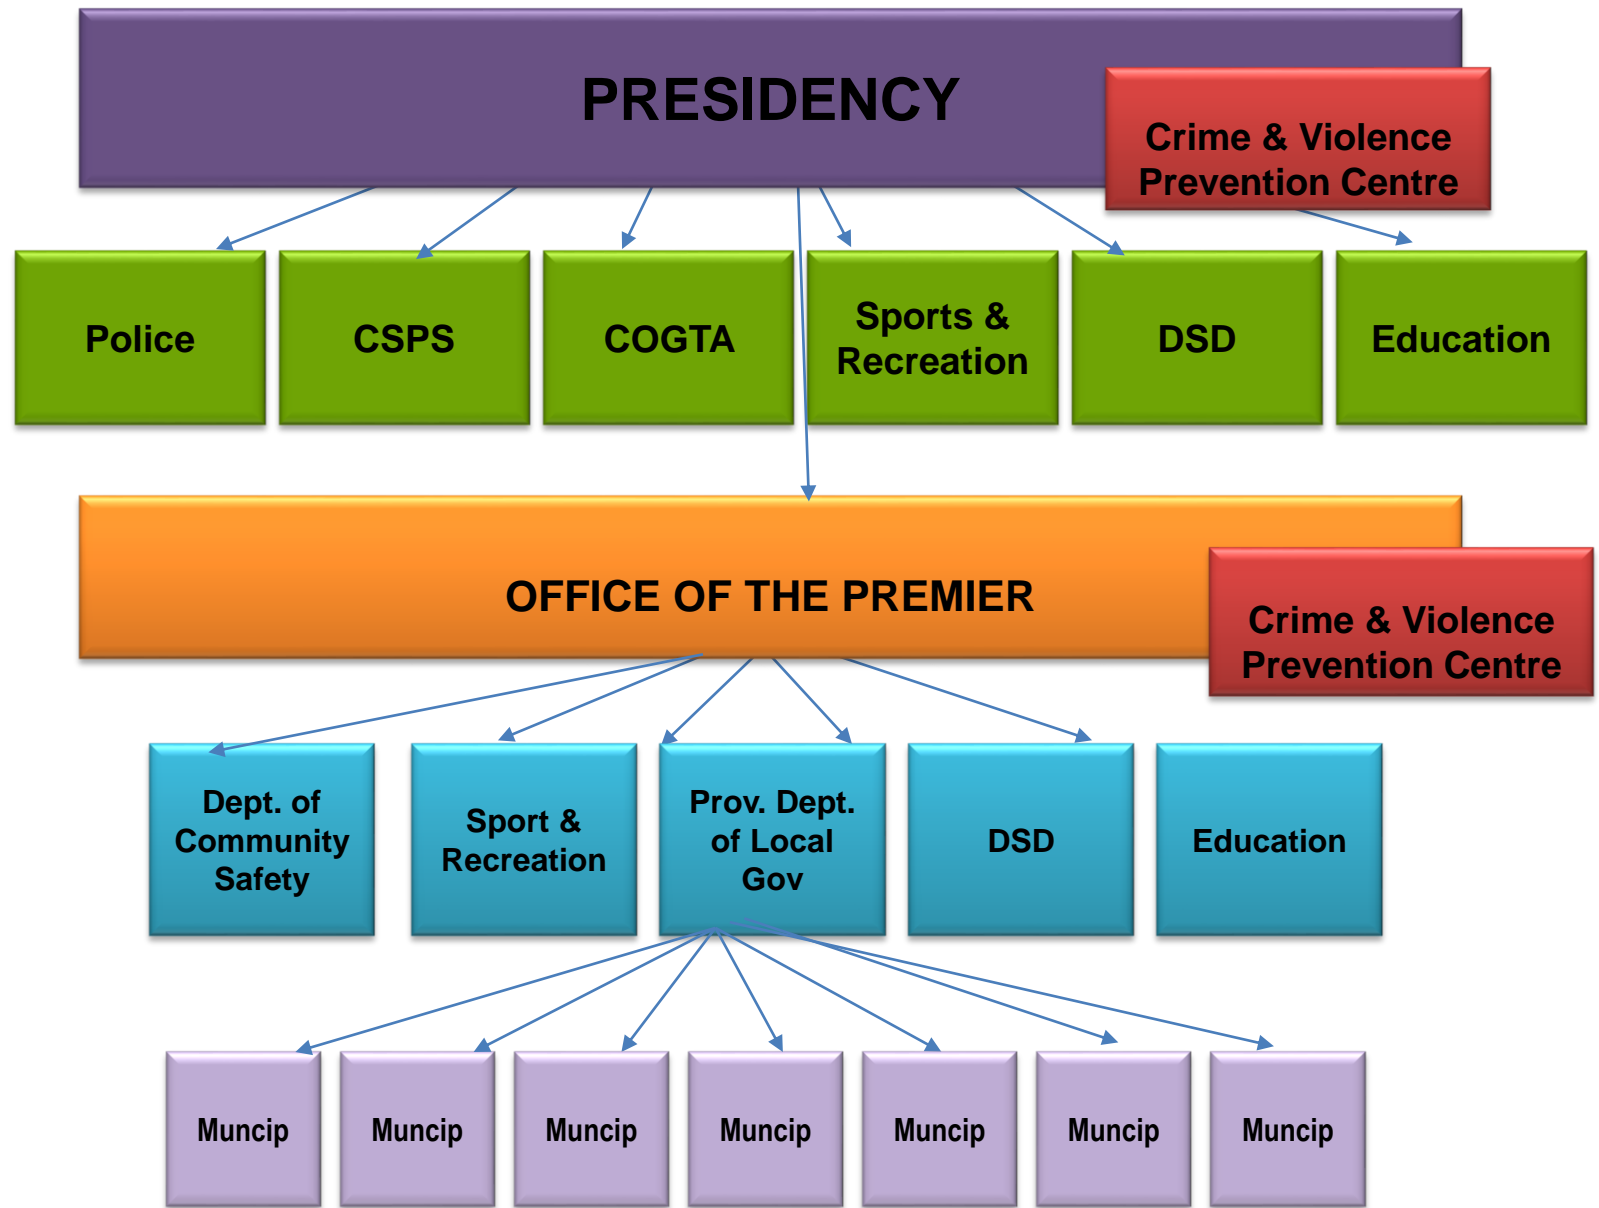 PRESIDENCY
Crime & Violence
Prevention Centre
Police
CSPS
COGTA
Sports &
Recreation
DSD
Education
OFFICE OF THE PREMIER
Crime & Violence
Prevention Centre
Dept. of
Community
Safety
Sport &
Recreation
Prov. Dept.
of Local
Gov
DSD
Education
Muncip
Muncip
Muncip
Muncip
Muncip
Muncip
Muncip